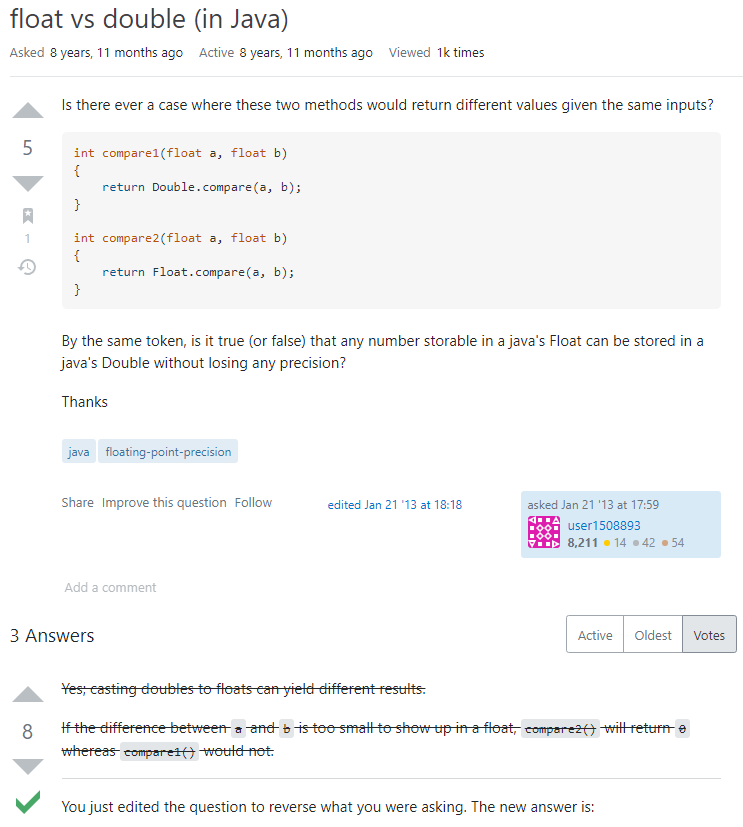 float vs double (in Java)
Asked 8 years, 11 months ago Active 8 years, 11 months ago Viewed 1k times
Is there ever a case where these two methods would return different values given the same inputs?
5
int compare1(float a, float b)
{
    return Double.compare(a, b);
}
1
int compare2(float a, float b)
{
    return Float.compare(a, b);
}
By the same token, is it true (or false) that any number storable in a java's Float can be stored in a
java's Double without losing any precision?
Thanks
java floating-point-precision
Share Improve this question Follow
edited Jan 21 '13 at 18:18
asked Jan 21 '13 at 17:59
user1508893
8,211 14 42 54
Add a comment
3 Answers
Active Oldest Votes
Yes; casting doubles to floats can yield different results.
8
If the difference between a and b is too small to show up in a float, compare2() will return 0
whereas compare1() would not.
You just edited the question to reverse what you were asking. The new answer is: